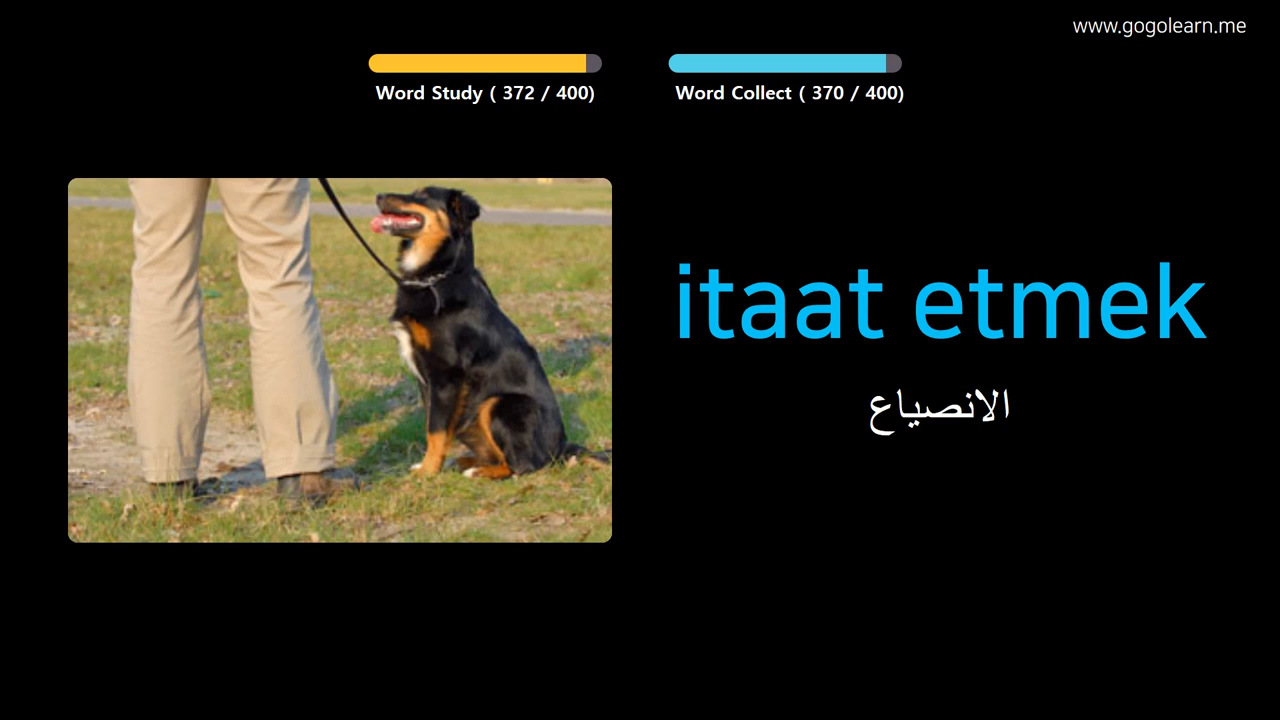 www.gogolearn.me
Word Study ( 372 / 400)
Word Collect ( 370 / 400)
itaat etmek
الانصياع